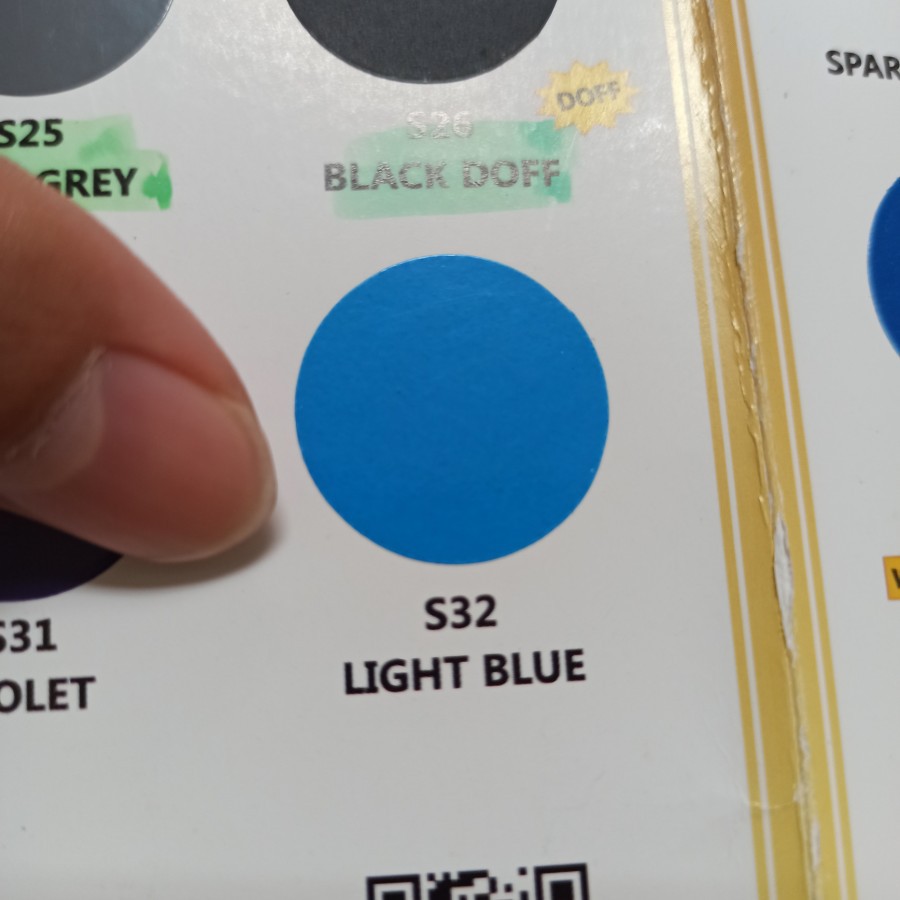 SPAR
DOFF
S25
S26
GREY
BLACK DOFF
S32
LIGHT BLUE
S31
OLET